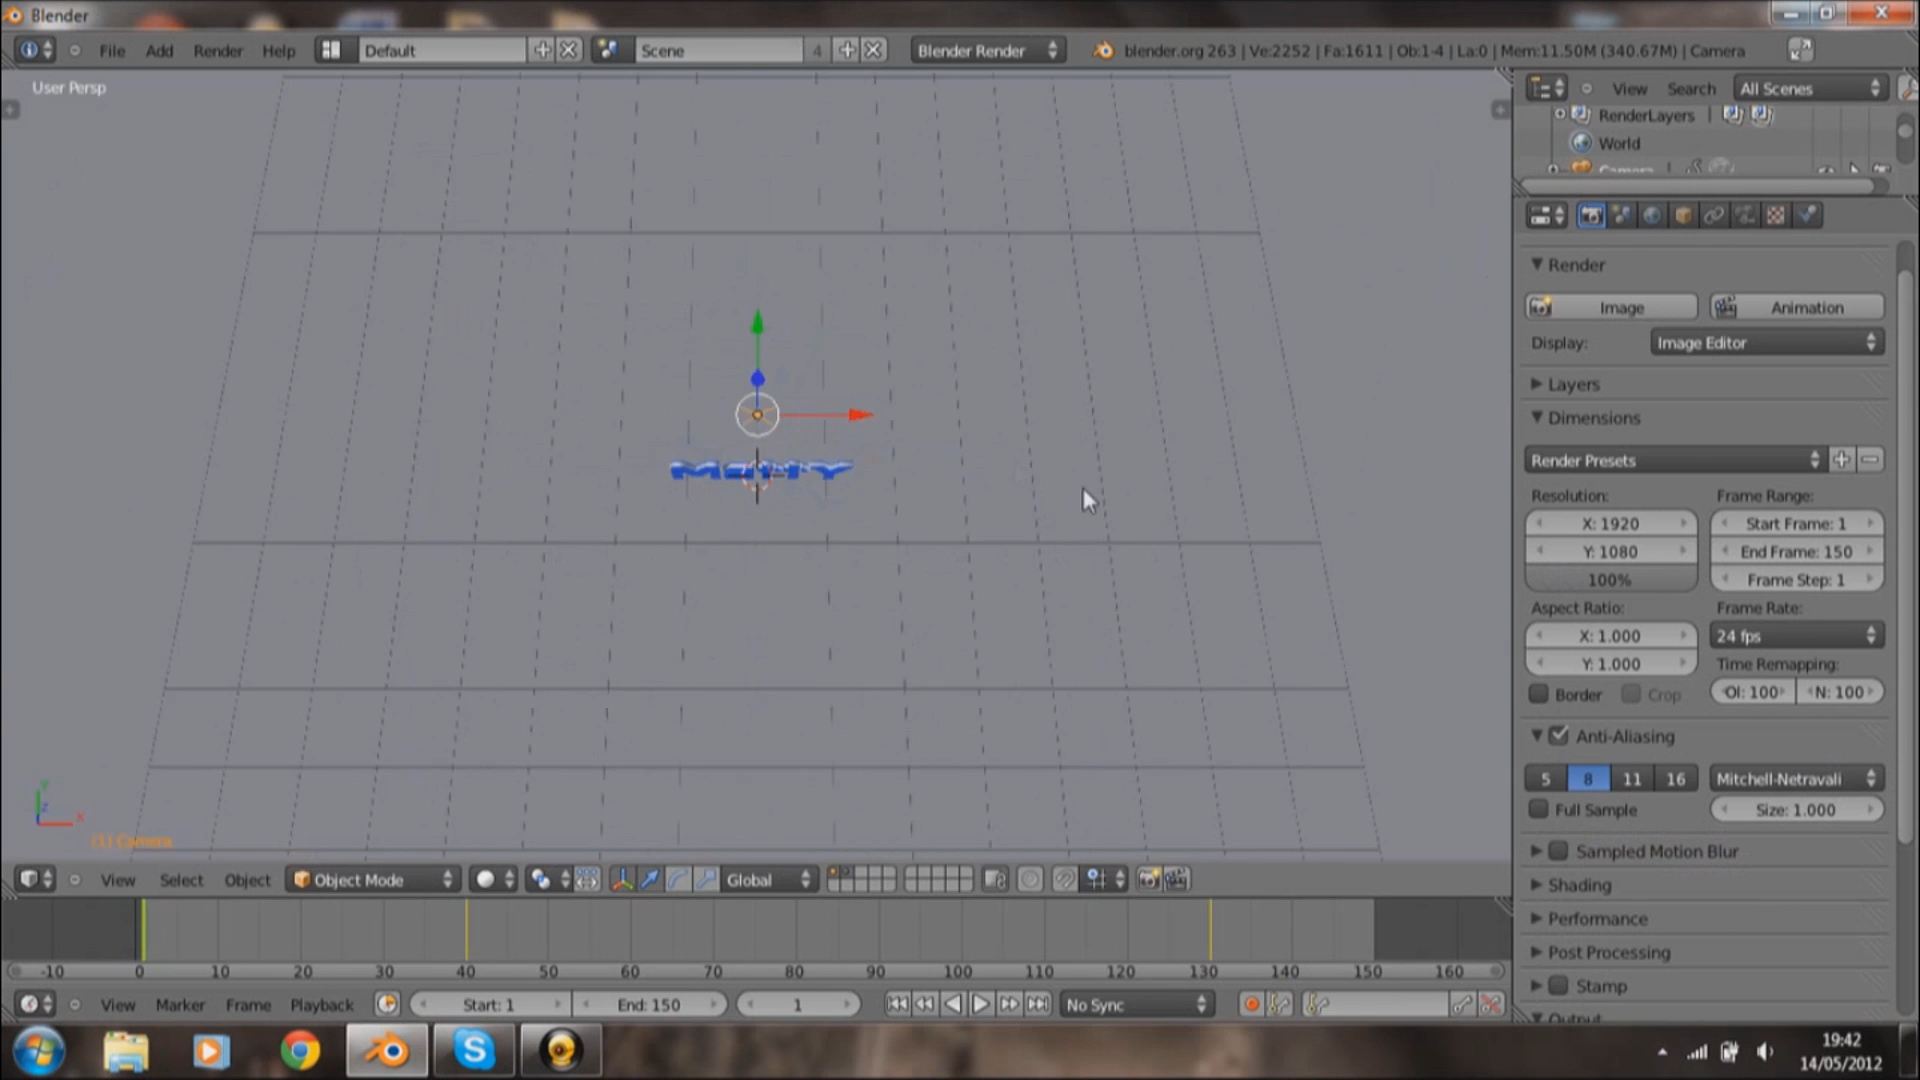 Blender
File Add Render Help Default Scene 4 Blender Render blender.org 263 | Ve:2252 | Fa:1611 | Ob:1-4 | La:0 | Mem:11.50M (340.67M) | Camera
User Persp
View Search All Scenes
RenderLayers
World
Camera
Render
Image Animation
Display: Image Editor
Layers
Dimensions
Render Presets
Resolution: Frame Range:
X: 1920 Start Frame: 1
Y: 1080 End Frame: 150
100% Frame Step: 1
Aspect Ratio: Frame Rate:
X: 1.000 24 fps
Y: 1.000 Time Remapping:
Border Crop Ol: 100 N: 100
Anti-Aliasing
5 8 11 16 Mitchell-Netravali
Full Sample Size: 1.000
Sampled Motion Blur
Shading
Performance
Post Processing
Stamp
Output
Y
Z
X
(1) Camera
View Select Object Object Mode Global
-10 0 10 20 30 40 50 60 70 80 90 100 110 120 130 140 150 160
View Marker Frame Playback Start: 1 End: 150 1 No Sync
19:42
14/05/2012